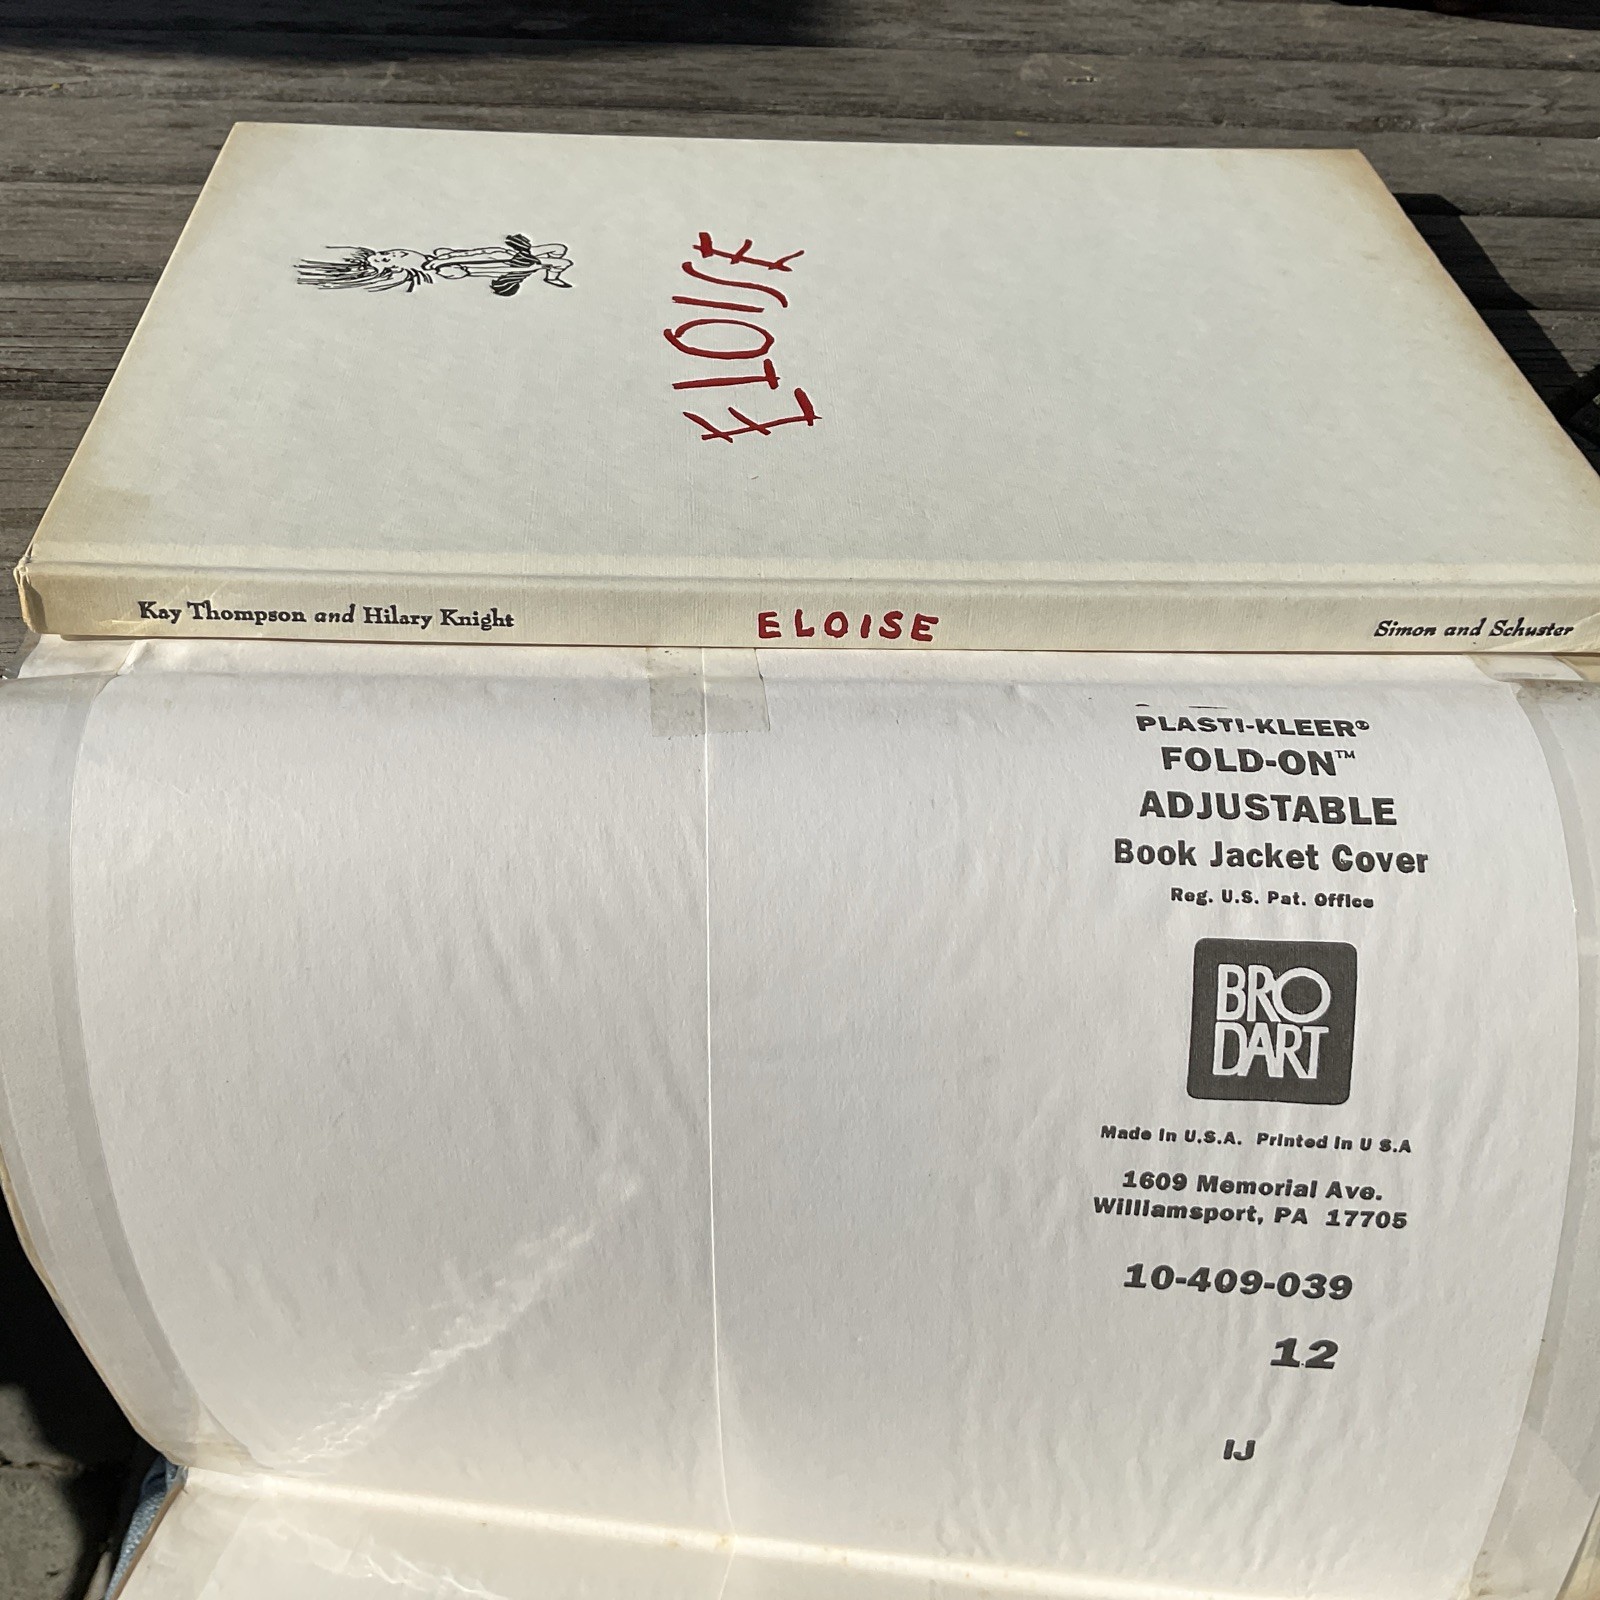 ELOISE
Kay Thompson and Hilary Knight
ELOISE
Simon and Schuster
PLASTI-KLEER®
FOLD-ON™
ADJUSTABLE
Book Jacket Cover
Reg. U.S. Pat. Office
BRO
DART
Made in U.S.A. Printed in U S.A
1609 Memorial Ave.
Williamsport, PA 17705
10-409-039
12
IJ